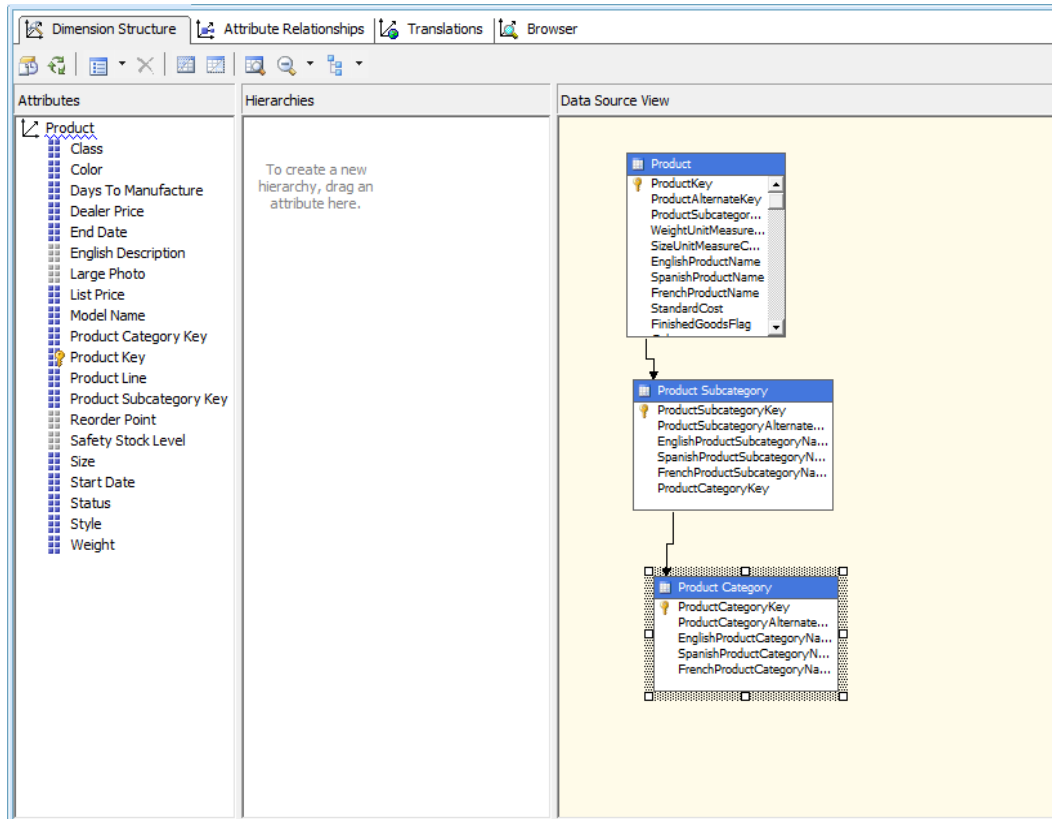 Dimension Structure Attribute Relationships Translations Browser
Attributes
Product
Class
Color
Days To Manufacture
Dealer Price
End Date
English Description
Large Photo
List Price
Model Name
Product Category Key
Product Key
Product Line
Product Subcategory Key
Reorder Point
Safety Stock Level
Size
Start Date
Status
Style
Weight
Hierarchies
To create a new
hierarchy, drag an
attribute here.
Data Source View
Product
ProductKey
ProductAlternateKey
ProductSubcategor...
WeightUnitMeasure...
SizeUnitMeasureC...
EnglishProductName
SpanishProductName
FrenchProductName
StandardCost
FinishedGoodsFlag
Product Subcategory
ProductSubcategoryKey
ProductSubcategoryAlternate...
EnglishProductSubcategoryNa...
SpanishProductSubcategoryN...
FrenchProductSubcategoryNa...
ProductCategoryKey
Product Category
ProductCategoryKey
ProductCategoryAlternate...
EnglishProductCategoryNa...
SpanishProductCategoryN...
FrenchProductCategoryNa...